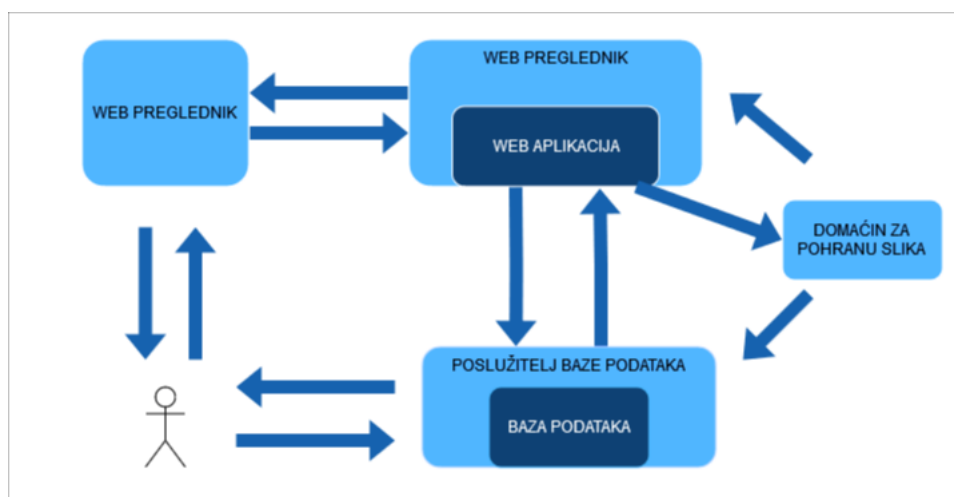 WEB PREGLEDNIK
WEB PREGLEDNIK
WEB APLIKACIJA
DOMAĆIN ZA
POHRANU SLIKA
POSLUŽITELJ BAZE PODATAKA
BAZA PODATAKA